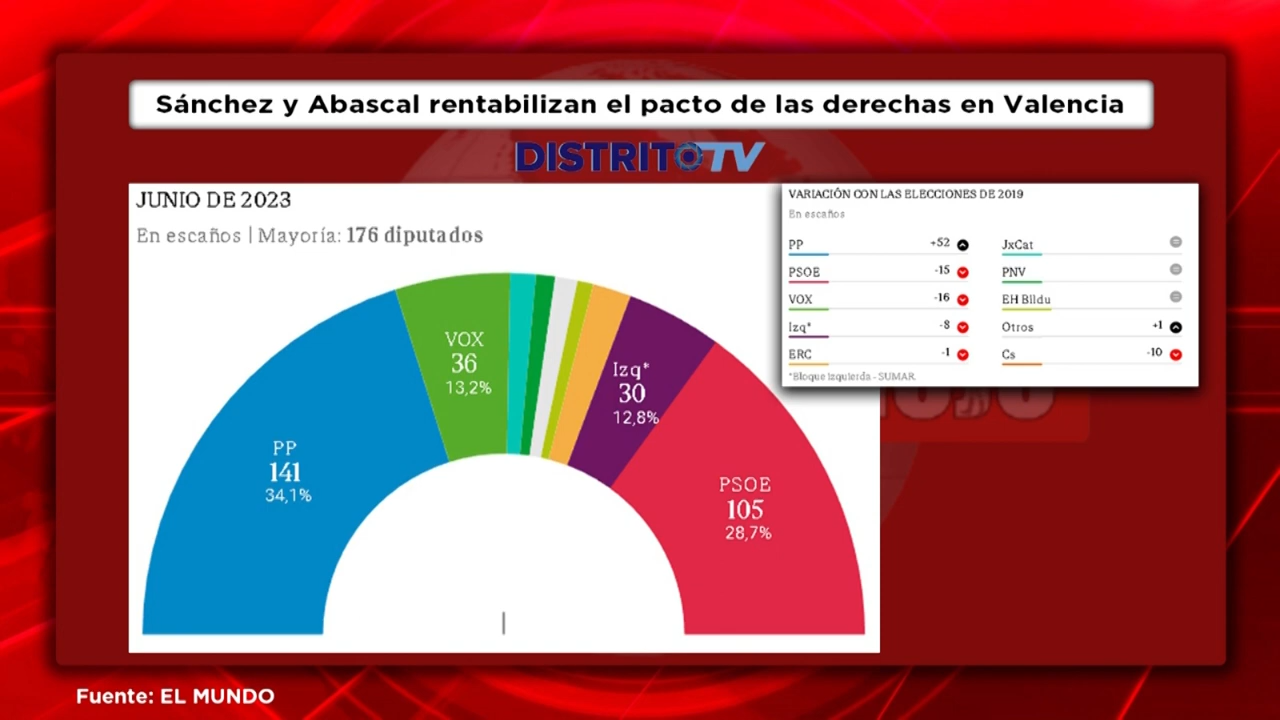 Sánchez y Abascal rentabilizan el pacto de las derechas en Valencia
DISTRITOTV
JUNIO DE 2023
En escaños | Mayoría: 176 diputados
PP
141
34,1%
VOX
36
13,2%
Izq*
30
12,8%
PSOE
105
28,7%
VARIACIÓN CON LAS ELECCIONES DE 2019
En escaños
PP +52
PSOE -15
VOX -16
Izq* -8
ERC -1
JxCat =
PNV =
EH Bildu =
Otros +1
Cs -10
*Bloque izquierda - SUMAR.
Fuente: EL MUNDO